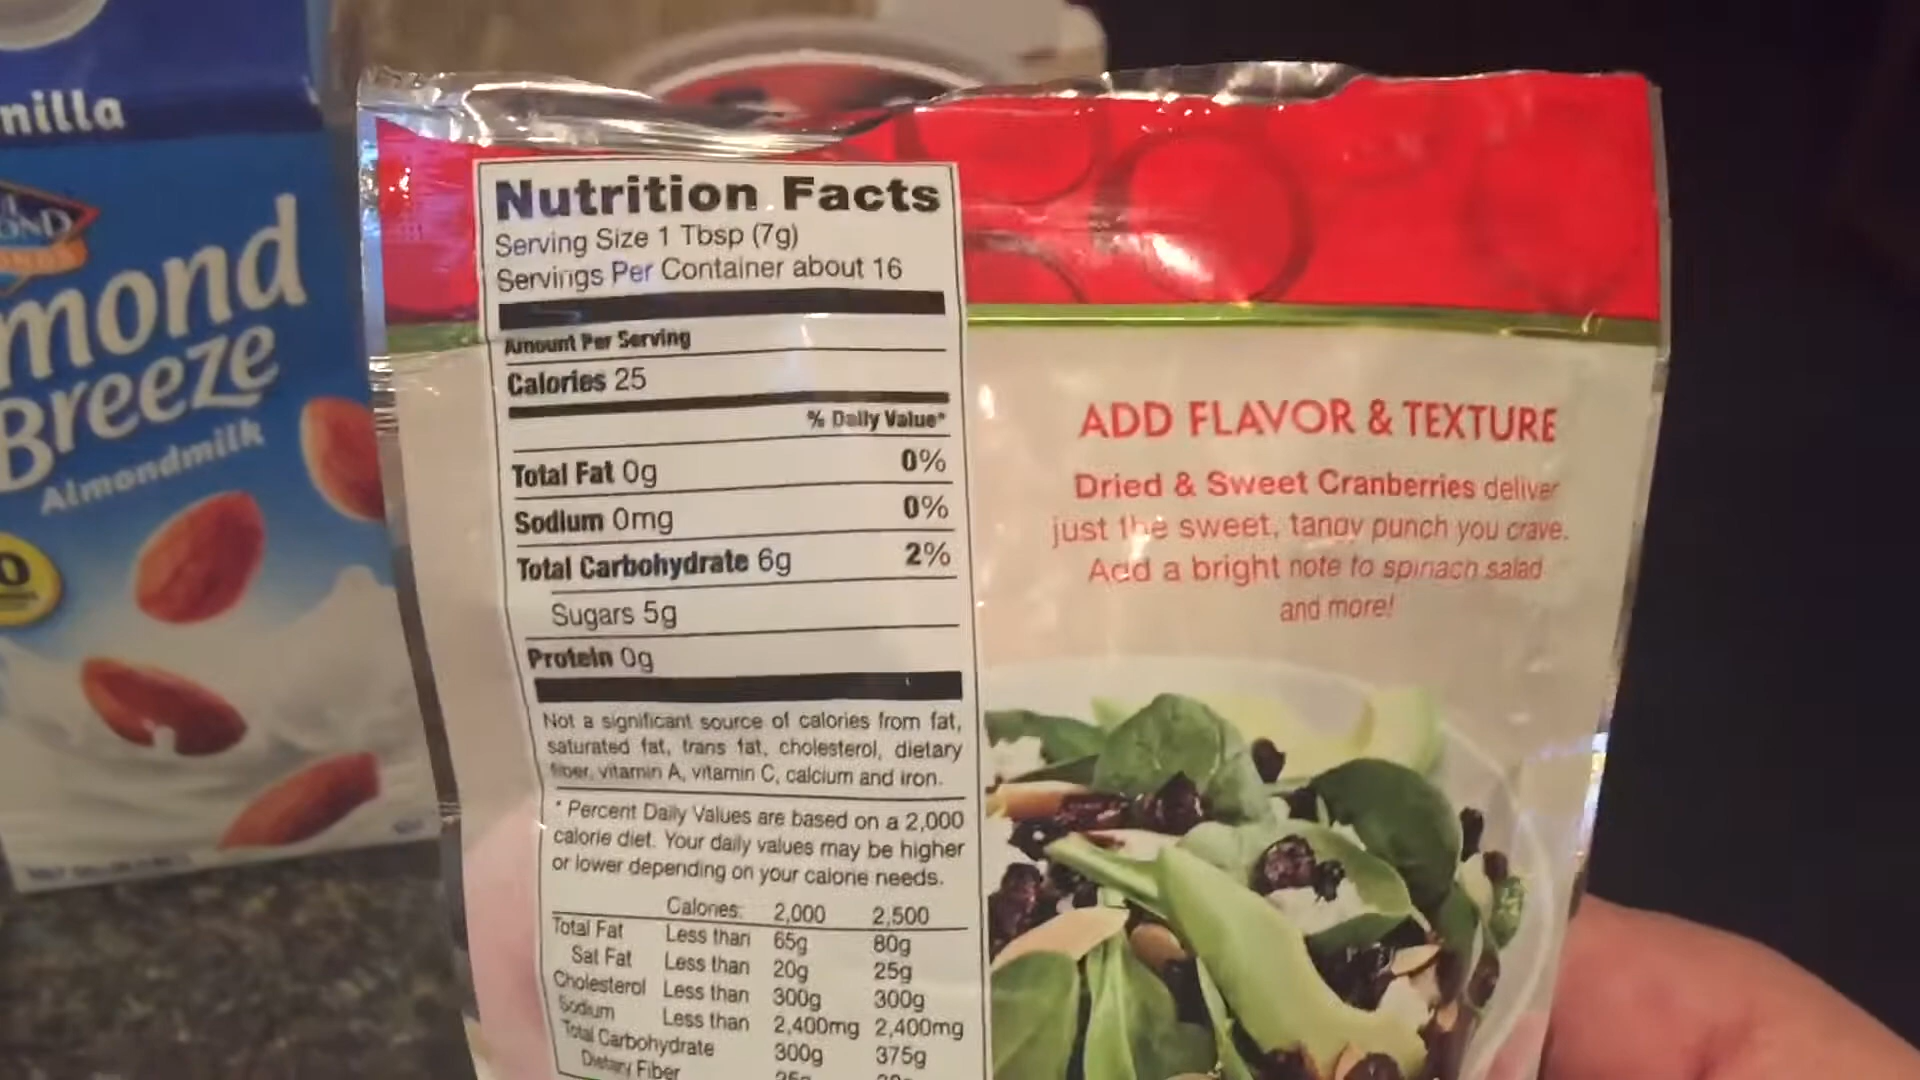 nilla
OND
mond
Breeze
Almondmilk
0
Nutrition Facts
Serving Size 1 Tbsp (7g)
Servings Per Container about 16
Amount Per Serving
Calories 25
% Daily Value*
Total Fat 0g 0%
Sodium 0mg 0%
Total Carbohydrate 6g 2%
Sugars 5g
Protein 0g
Not a significant source of calories from fat,
saturated fat, trans fat, cholesterol, dietary
fiber, vitamin A, vitamin C, calcium and iron.
* Percent Daily Values are based on a 2,000
calorie diet. Your daily values may be higher
or lower depending on your calorie needs.
Calories: 2,000 2,500
Total Fat Less than 65g 80g
Sat Fat Less than 20g 25g
Cholesterol Less than 300g 300g
Sodium Less than 2,400mg 2,400mg
Total Carbohydrate 300g 375g
Dietary Fiber
ADD FLAVOR & TEXTURE
Dried & Sweet Cranberries deliver
just the sweet, tangy punch you crave.
Add a bright note to spinach salad
and more!